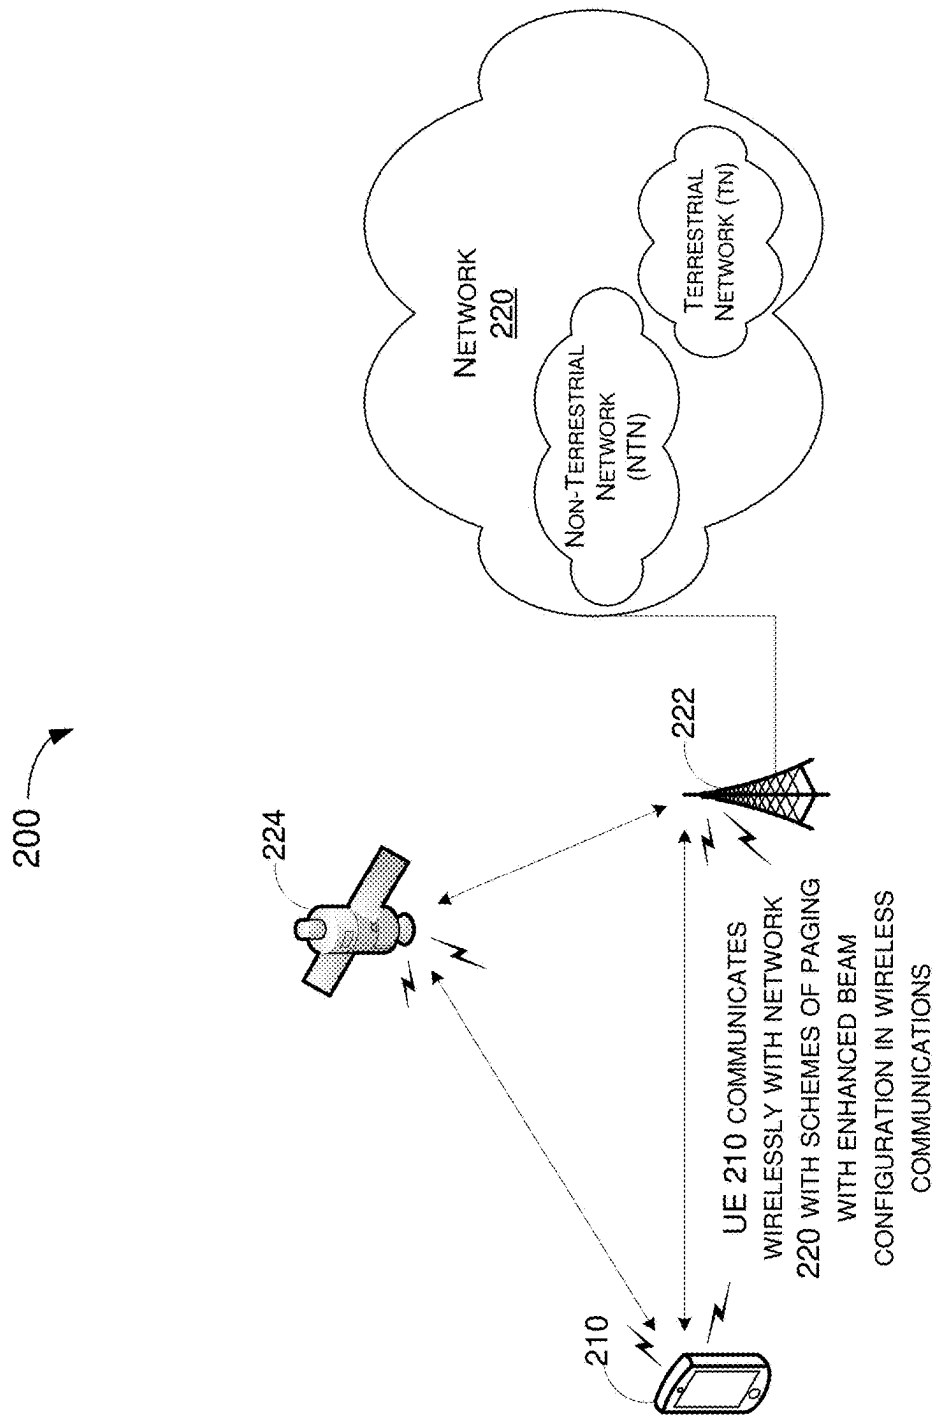 200
224
NETWORK
220
NON-TERRESTRIAL
NETWORK
(NTN)
TERRESTRIAL
NETWORK (TN)
222
210
UE 210 COMMUNICATES
WIRELESSLY WITH NETWORK
220 WITH SCHEMES OF PAGING
WITH ENHANCED BEAM
CONFIGURATION IN WIRELESS
COMMUNICATIONS